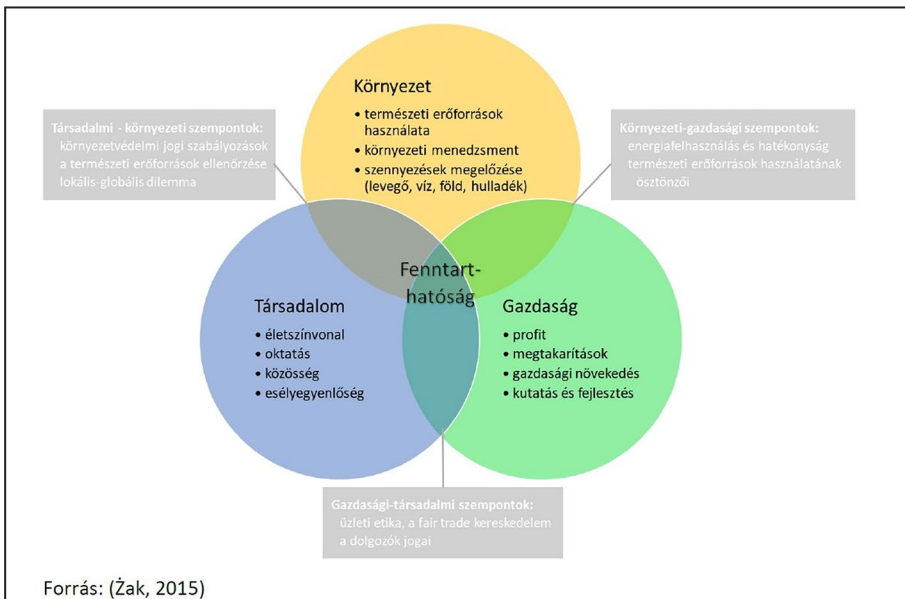 Környezet
• természeti erőforrások
használata
• környezeti menedzsment
• szennyezések megelőzése
(levegő, víz, föld, hulladék)
Társadalmi - környezeti szempontok:
környezetvédelmi jogi szabályozások
a természeti erőforrások ellenőrzése
lokális-globális dilemma
Környezeti-gazdasági szempontok:
energiafelhasználás és hatékonyság
természeti erőforrások használatának
ösztönzői
Fenntart-
hatóság
Társadalom
• életszínvonal
• oktatás
• közösség
• esélyegyenlőség
Gazdaság
• profit
• megtakarítások
• gazdasági növekedés
• kutatás és fejlesztés
Gazdasági-társadalmi szempontok:
üzleti etika, a fair trade kereskedelem
a dolgozók jogai
Forrás: (Żak, 2015)